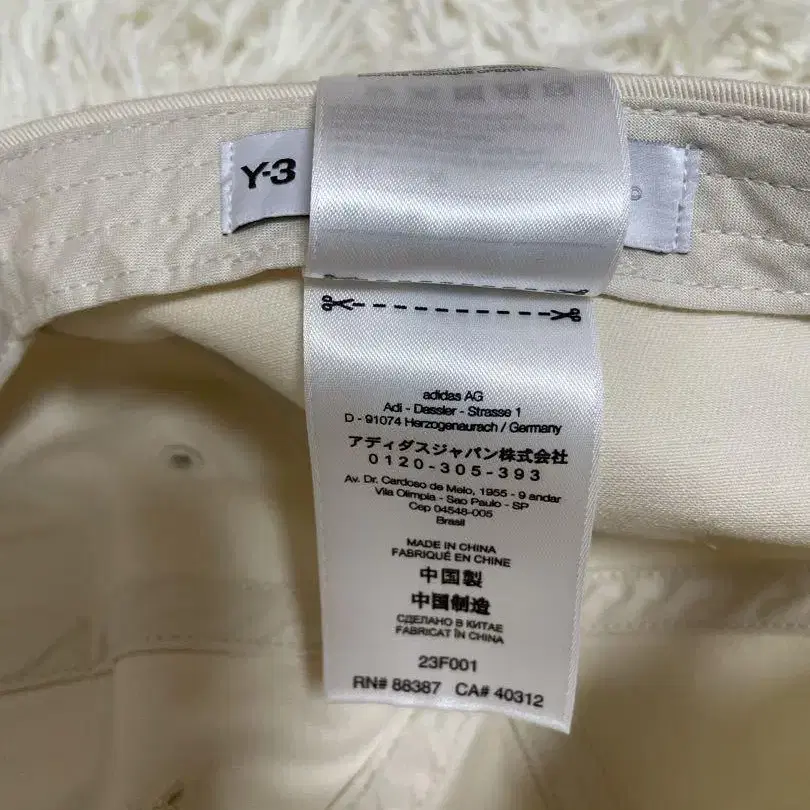 Y-3
adidas AG
Adi - Dassler - Strasse 1
D - 91074 Herzogenaurach / Germany
アディダスジャパン株式会社
0120-305-393
Av. Dr. Cardoso de Melo, 1955 - 9 andar
Vila Olimpia - Sao Paulo - SP
Cep 04548-005
Brasil
MADE IN CHINA
FABRIQUÉ EN CHINE
中国製
中国制造
СДЕЛАНО В КИТАЕ
FABRICAT ÎN CHINA
23F001
RN# 88387 CA# 40312